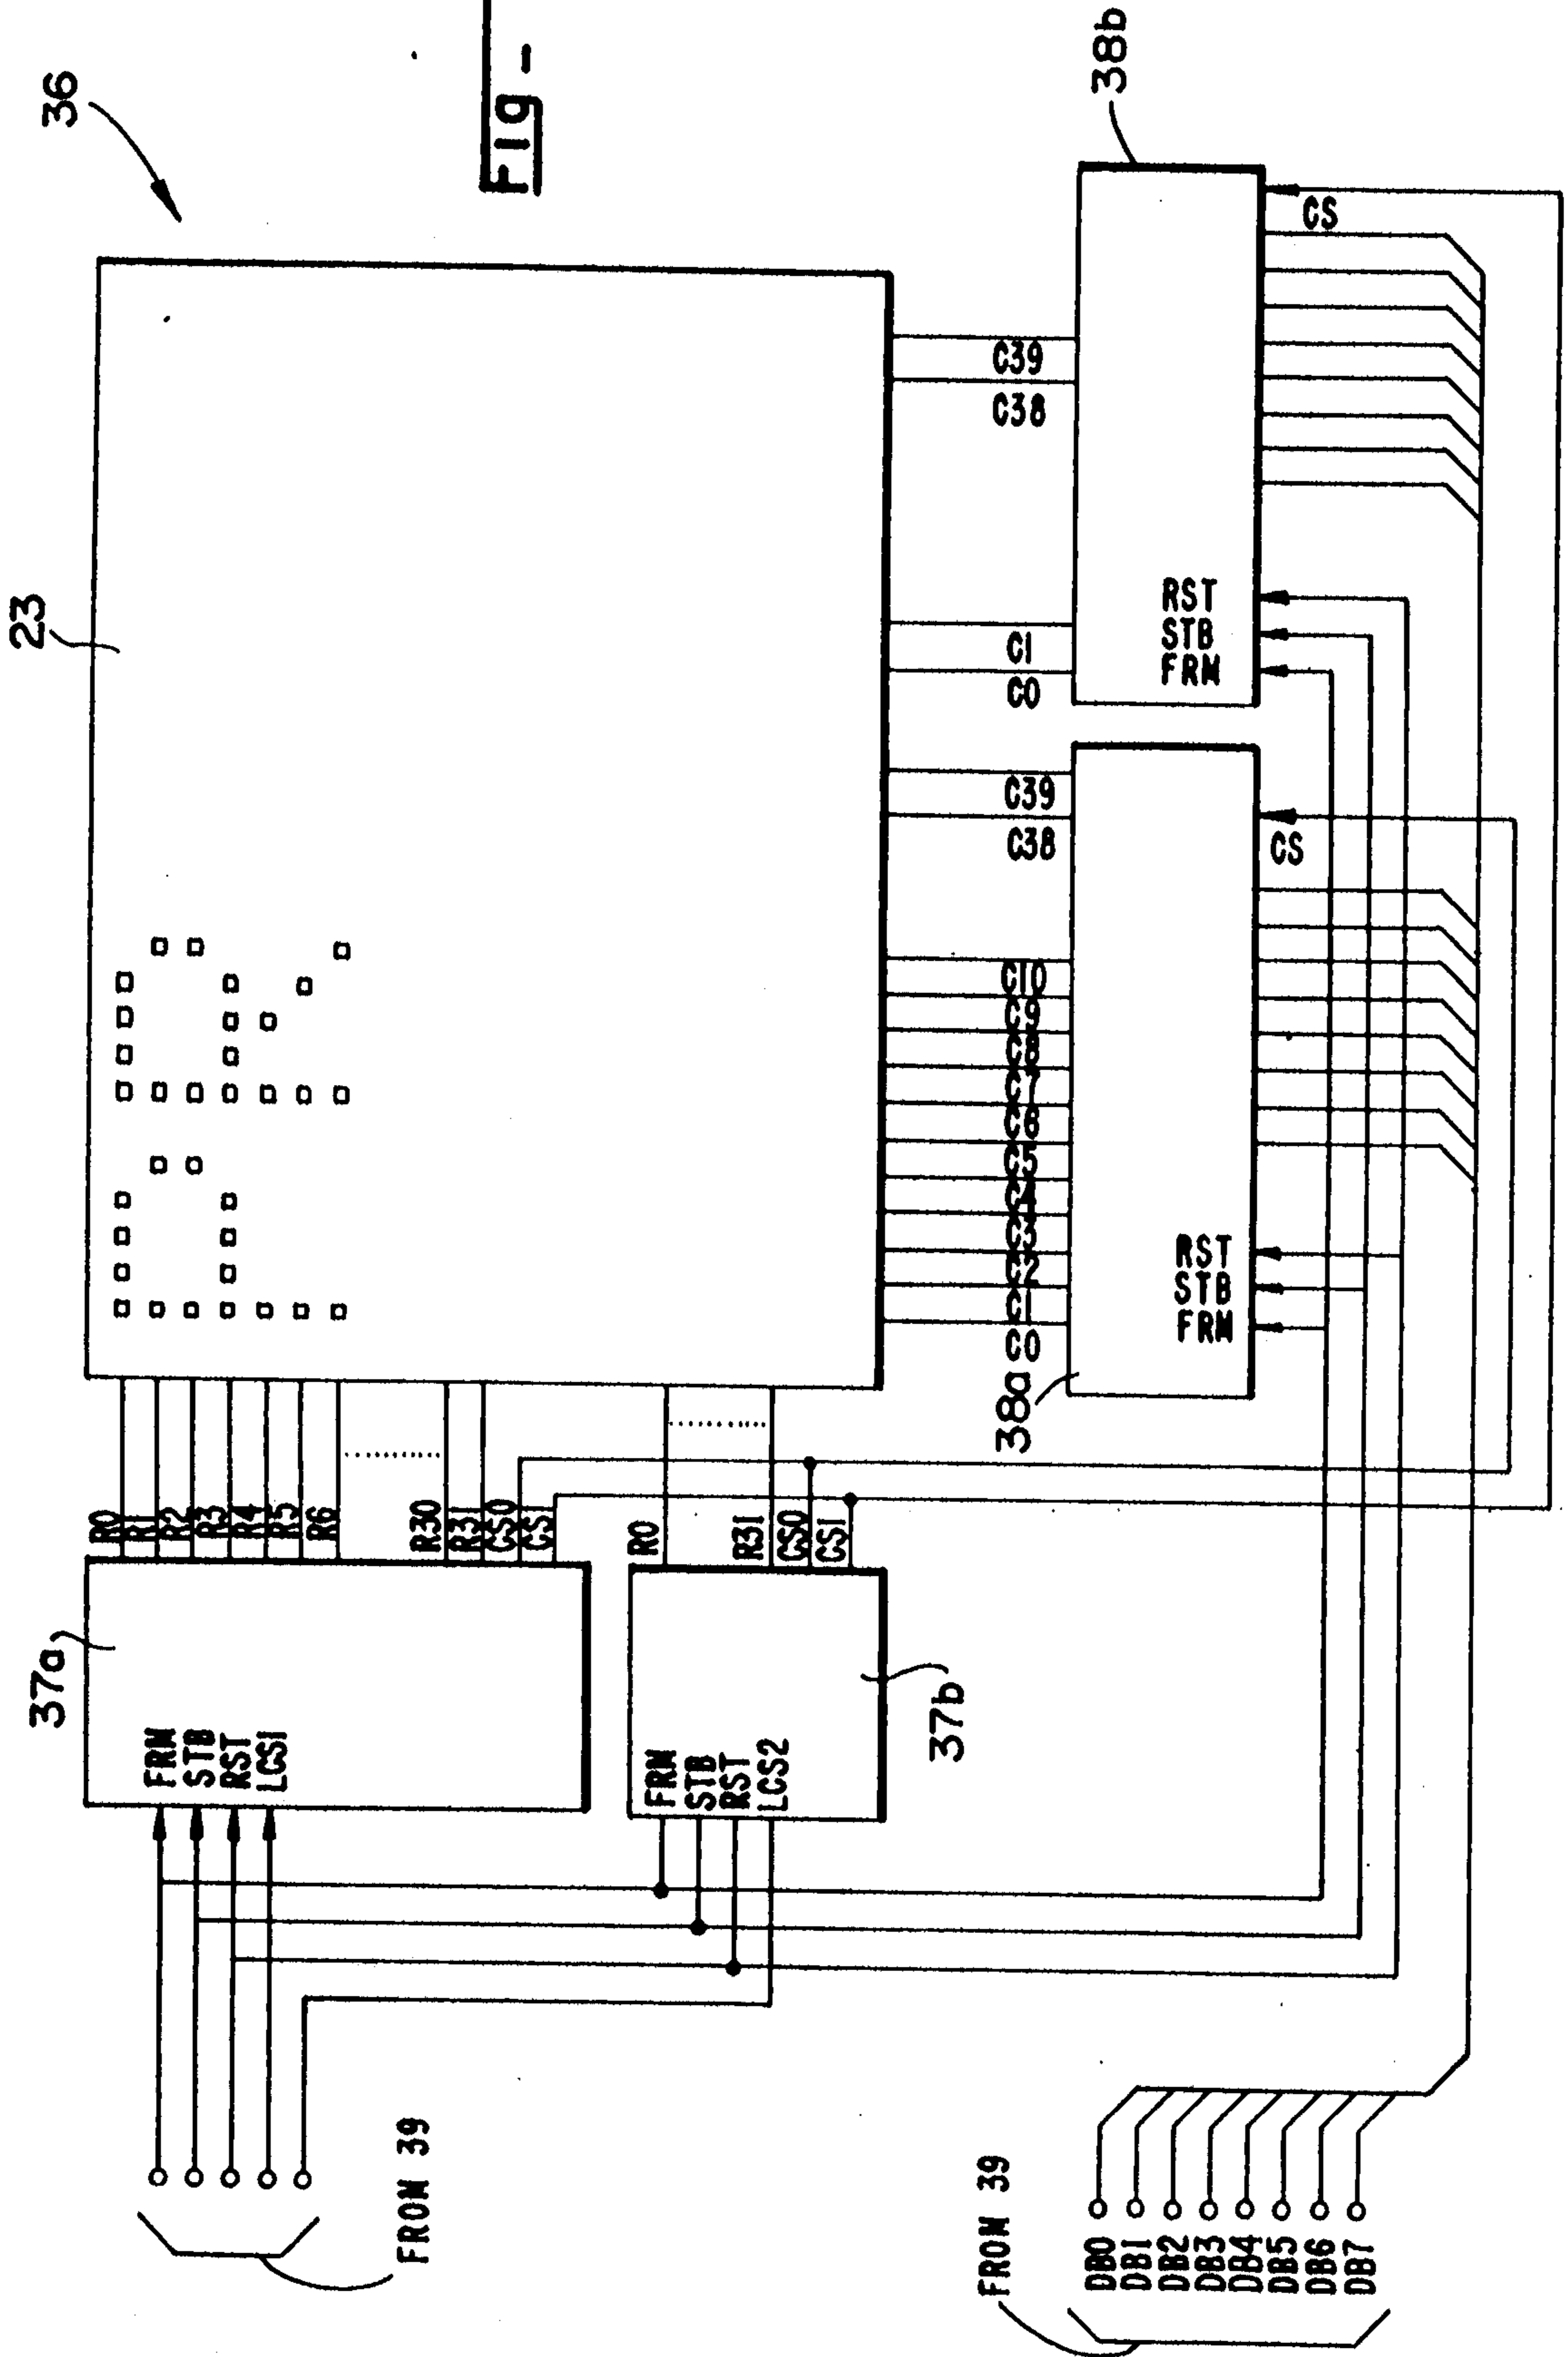 Fig -
36
23
37a
FRM
STB
RST
LCS1
R0
R1
R2
R3
R4
R5
R6
R30
R31
CS0
CS1
37b
FRM
STB
RST
LCS2
R0
R31
CS0
CS1
FROM 39
38a
C0
C1
C2
C3
C4
C5
C6
C7
C8
C9
C10
C38
C39
FRM
STB
RST
CS
38b
C0
C1
C38
C39
FRM
STB
RST
CS
FROM 39
DB0
DB1
DB2
DB3
DB4
DB5
DB6
DB7